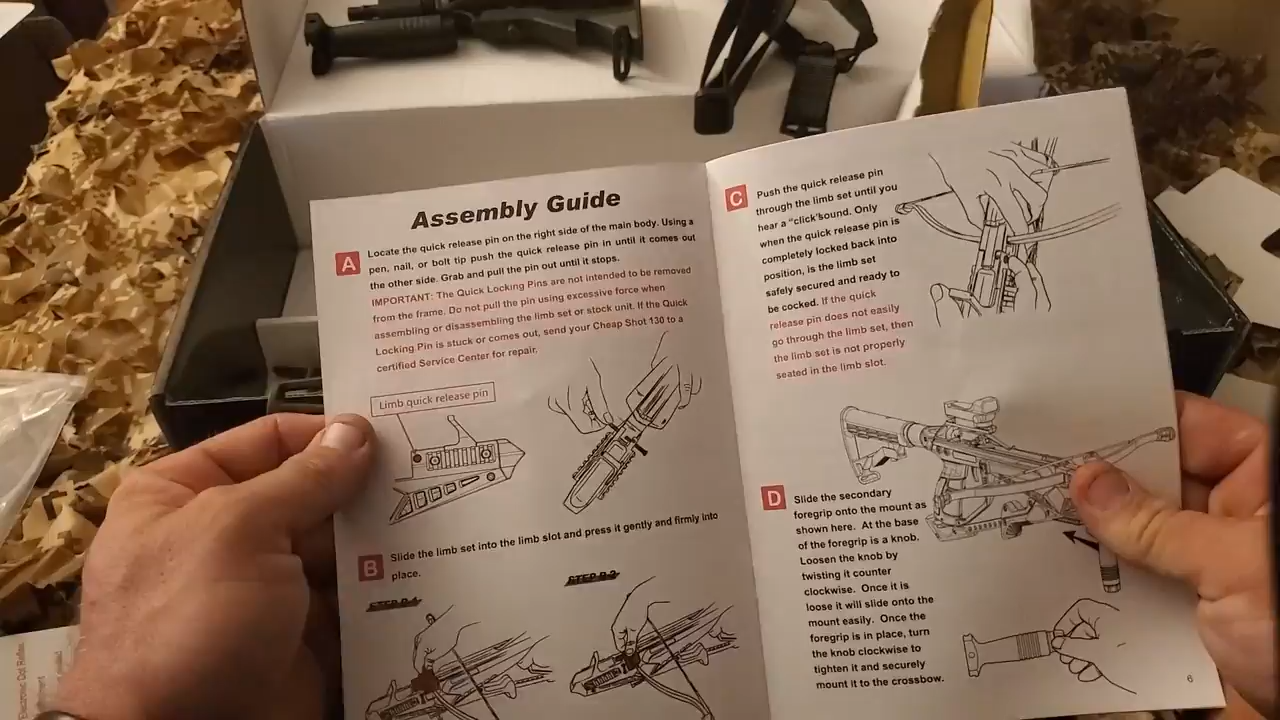 Assembly Guide
A
Locate the quick release pin on the right side of the main body. Using a
pen, nail, or bolt tip push the quick release pin in until it comes out
the other side. Grab and pull the pin out until it stops.
IMPORTANT: The Quick Locking Pins are not intended to be removed
from the frame. Do not pull the pin using excessive force when
assembling or disassembling the limb set or stock unit. If the Quick
Locking Pin is stuck or comes out, send your Cheap Shot 130 to a
certified Service Center for repair.
Limb quick release pin
B
Slide the limb set into the limb slot and press it gently and firmly into
place.
STEP B-1
STEP B-2
C
Push the quick release pin
through the limb set until you
hear a "click'sound. Only
when the quick release pin is
completely locked back into
position, is the limb set
safely secured and ready to
be cocked. If the quick
release pin does not easily
go through the limb set, then
the limb set is not properly
seated in the limb slot.
D
Slide the secondary
foregrip onto the mount as
shown here. At the base
of the foregrip is a knob.
Loosen the knob by
twisting it counter
clockwise. Once it is
loose it will slide onto the
mount easily. Once the
foregrip is in place, turn
the knob clockwise to
tighten it and securely
mount it to the crossbow.
6
Electronic Dot Reflex